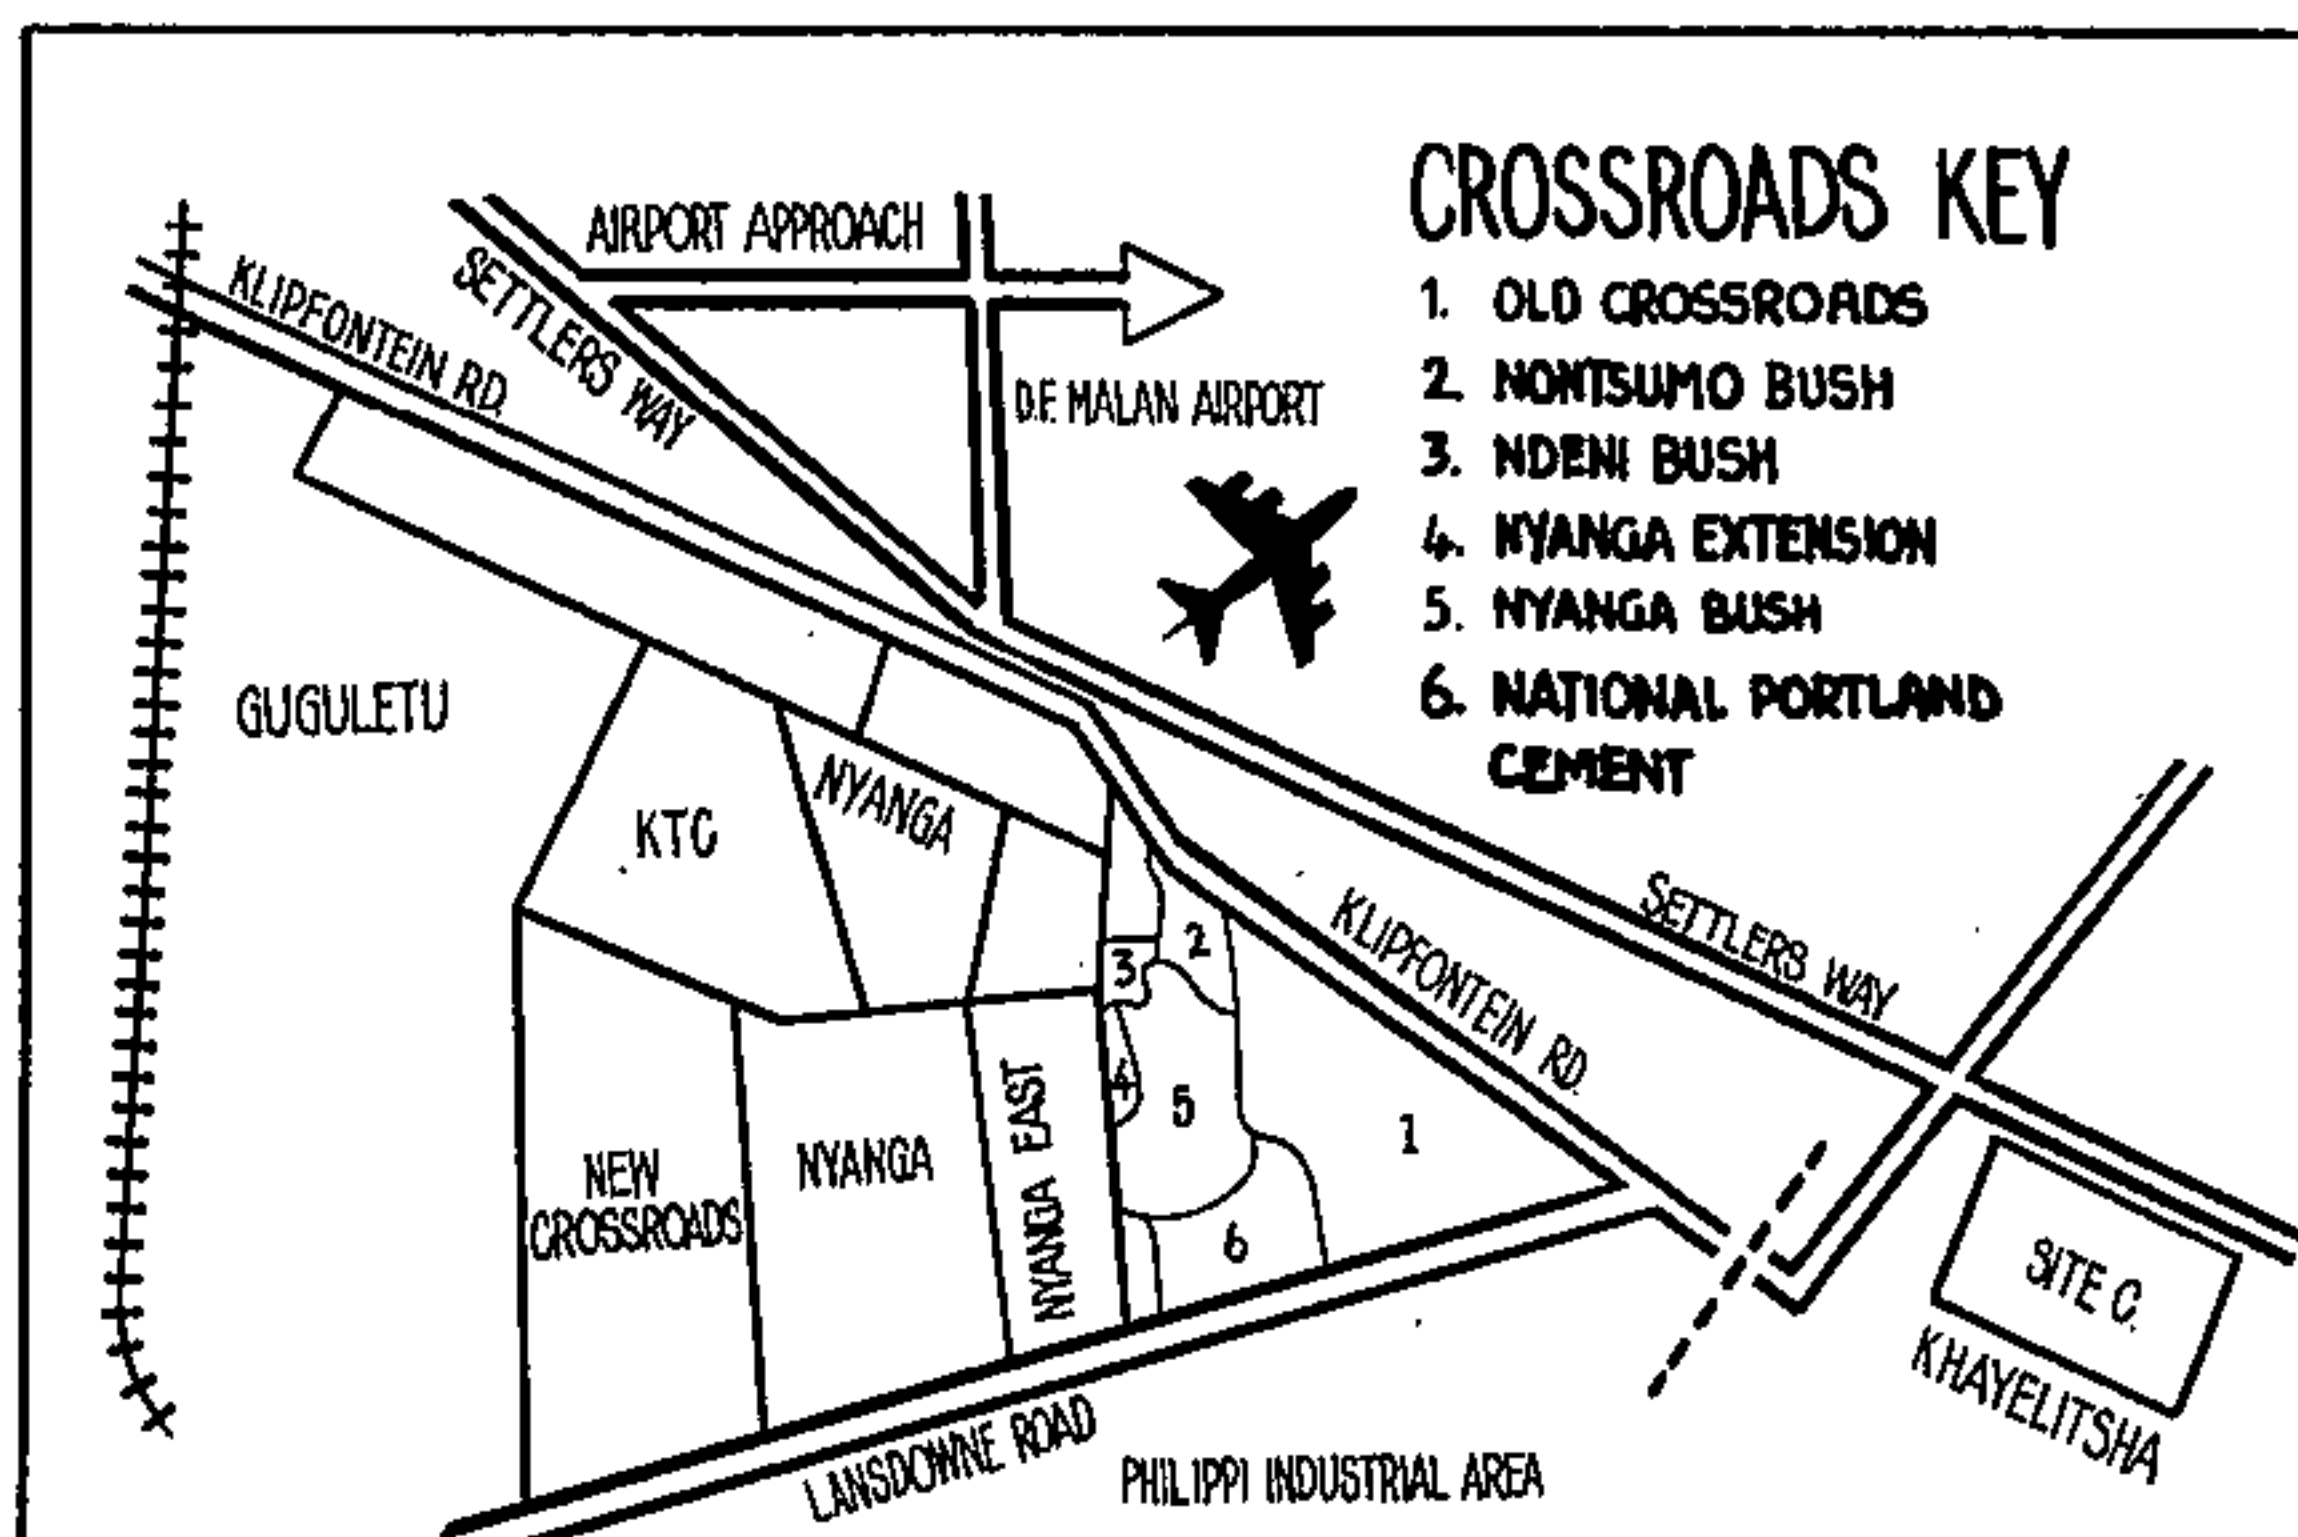 CROSSROADS KEY
1. OLD CROSSROADS
2 NONTSUMO BUSH
3. NDENI BUSH
4. NYANGA EXTENSION
5. NYANGA BUSH
6. NATIONAL PORTLAND
CEMENT
AIRPORT APPROACH
SETTLERS WAY
KLIPFONTEIN RD.
D.F. MALAN AIRPORT
GUGULETU
KTC
NYANGA
KLIPFONTEIN RD.
SETTLERS WAY
2
3
4
5
1
6
NEW
CROSSROADS
NYANGA
NYANGA EAST
SITE C.
KHAYELITSHA
LANSDOWNE ROAD
PHILIPPI INDUSTRIAL AREA